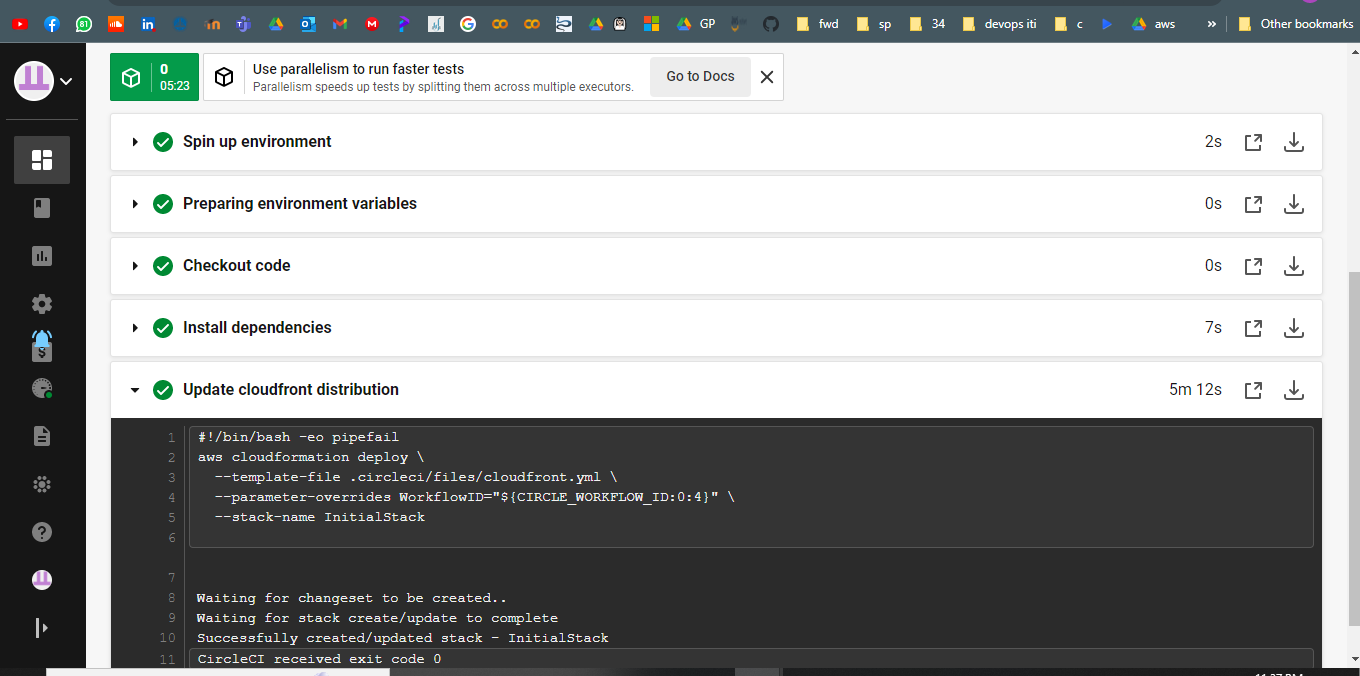 81
GP
fwd
sp
34
devops iti
c
aws
»
Other bookmarks
0
05:23
Use parallelism to run faster tests
Parallelism speeds up tests by splitting them across multiple executors.
Go to Docs
Spin up environment
2s
Preparing environment variables
0s
Checkout code
0s
Install dependencies
7s
Update cloudfront distribution
5m 12s
1 #!/bin/bash -eo pipefail
2 aws cloudformation deploy \
3 --template-file .circleci/files/cloudfront.yml \
4 --parameter-overrides WorkflowID="${CIRCLE_WORKFLOW_ID:0:4}" \
5 --stack-name InitialStack
6
7
8 Waiting for changeset to be created..
9 Waiting for stack create/update to complete
10 Successfully created/updated stack - InitialStack
11 CircleCI received exit code 0